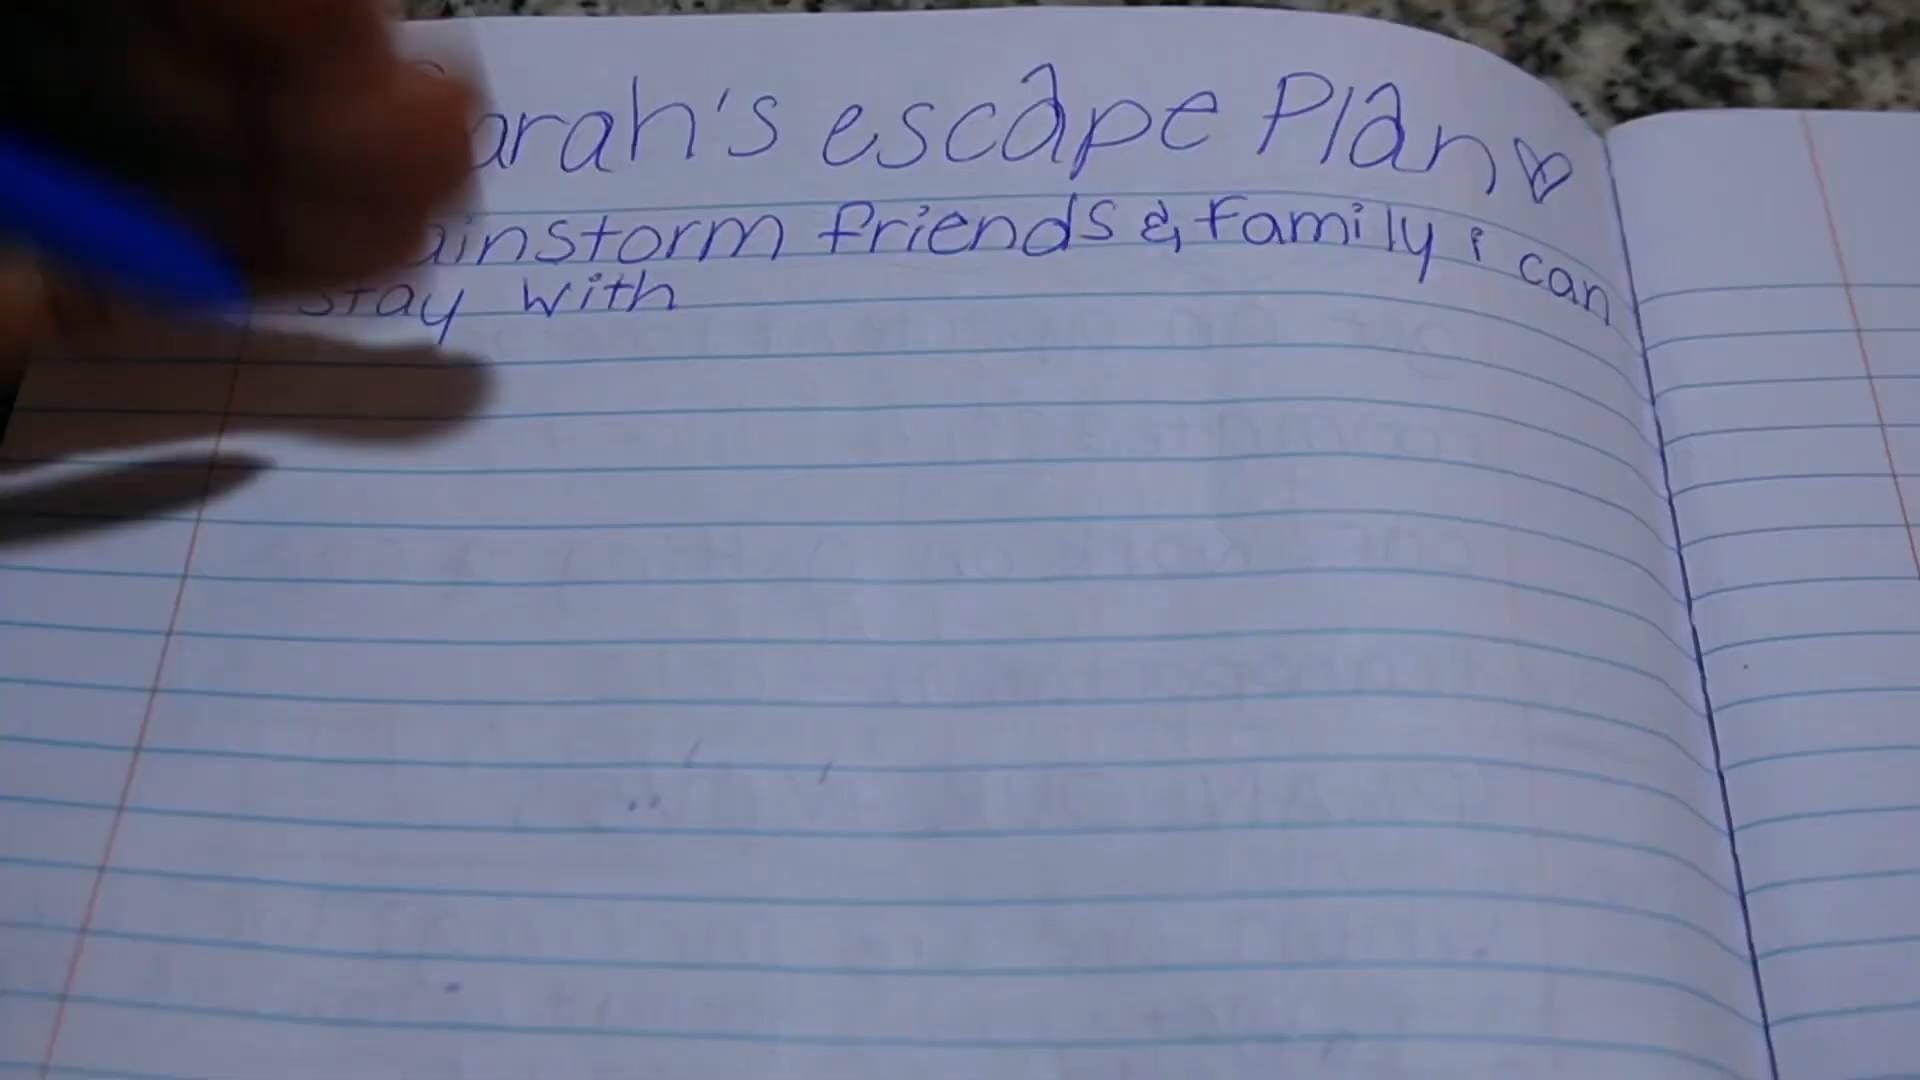 arah's escape Plan
ainstorm friends & family i can
stay with